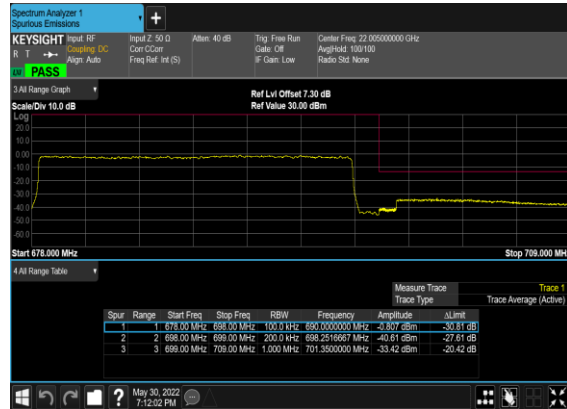 Spectrum Analyzer 1
Spurious Emissions
+
KEYSIGHT Input: RF Input Z: 50 Ω Atten: 40 dB Trig: Free Run Center Freq: 22.005000000 GHz
R T Coupling: DC Corr CCorr Gate: Off Avg|Hold: 100/100
Align: Auto Freq Ref: Int (S) IF Gain: Low Radio Std: None
PASS
3 All Range Graph
Ref Lvl Offset 7.30 dB
Scale/Div 10.0 dB Ref Value 30.00 dBm
Log
20.0
10.0
0.00
-10.0
-20.0
-30.0
-40.0
-50.0
-60.0
Start 678.000 MHz Stop 709.000 MH
4 All Range Table
Measure Trace Trace 1
Trace Type Trace Average (Active)
Spur Range Start Freq Stop Freq RBW Frequency Amplitude ΔLimit
1 1 678.00 MHz 698.00 MHz 100.0 kHz 690.0000000 MHz -0.807 dBm -30.81 dB
2 2 698.00 MHz 699.00 MHz 200.0 kHz 698.2516667 MHz -40.61 dBm -27.61 dB
3 3 699.00 MHz 709.00 MHz 1.000 MHz 701.3500000 MHz -33.42 dBm -20.42 dB
? May 30, 2022
7:12:02 PM